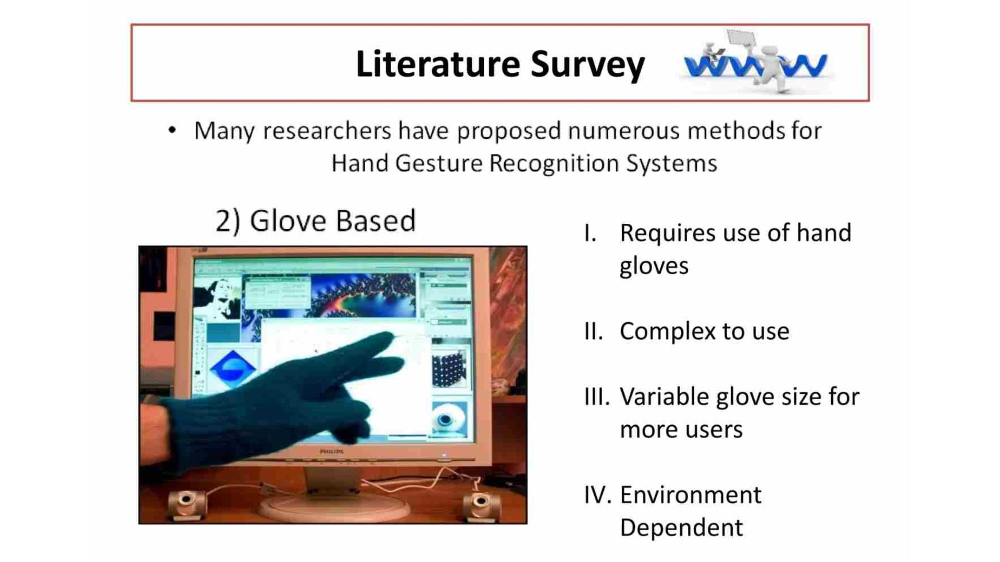 Literature Survey
www
• Many researchers have proposed numerous methods for
Hand Gesture Recognition Systems
2) Glove Based
PHILIPS
I. Requires use of hand
gloves
II. Complex to use
III. Variable glove size for
more users
IV. Environment
Dependent